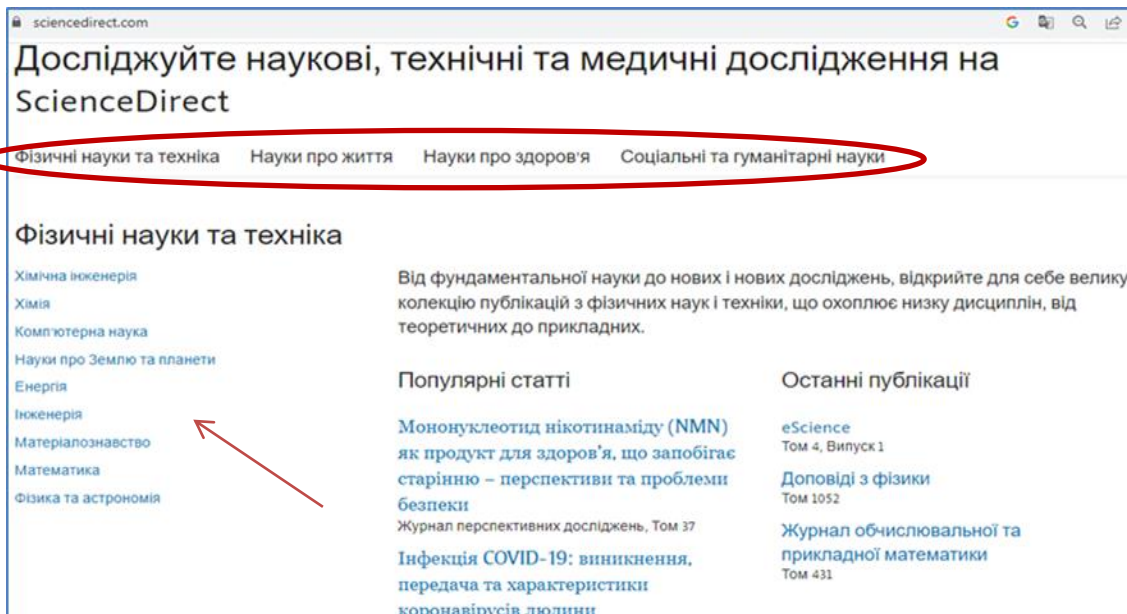 sciencedirect.com
Досліджуйте наукові, технічні та медичні дослідження на
ScienceDirect
Фізичні науки та техніка Науки про життя Науки про здоров'я Соціальні та гуманітарні науки
Фізичні науки та техніка
Хімічна інженерія
Хімія
Комп'ютерна наука
Науки про Землю та планети
Енергія
Інженерія
Матеріалознавство
Математика
Фізика та астрономія
Від фундаментальної науки до нових і нових досліджень, відкрийте для себе велику
колекцію публікацій з фізичних наук і техніки, що охоплює низку дисциплін, від
теоретичних до прикладних.
Популярні статті
Мононуклеотид нікотинаміду (NMN)
як продукт для здоров'я, що запобігає
старінню – перспективи та проблеми
безпеки
Журнал перспективних досліджень, Том 37
Інфекція COVID-19: виникнення,
передача та характеристики
коронавірусів людини
Останні публікації
eScience
Том 4, Випуск 1
Доповіді з фізики
Том 1052
Журнал обчислювальної та
прикладної математики
Том 431